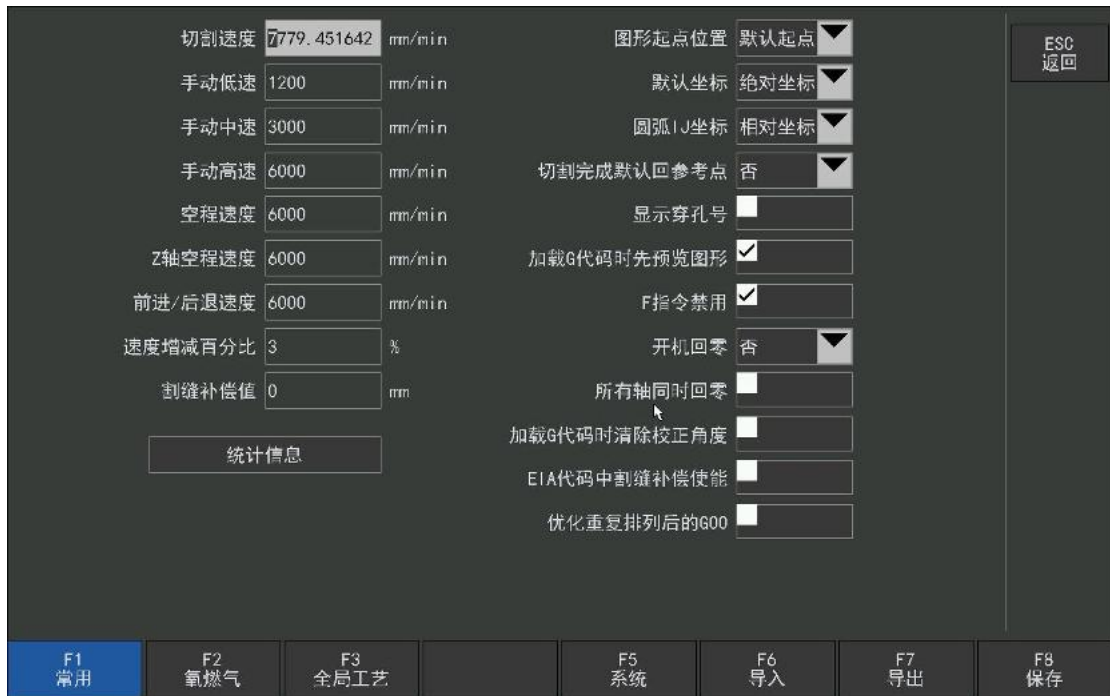 切割速度 7779.451642 mm/min
手动低速 1200 mm/min
手动中速 3000 mm/min
手动高速 6000 mm/min
空程速度 6000 mm/min
Z轴空程速度 6000 mm/min
前进/后退速度 6000 mm/min
速度增减百分比 3 %
割缝补偿值 0 mm
统计信息
图形起点位置 默认起点
默认坐标 绝对坐标
圆弧IJ坐标 相对坐标
切割完成默认回参考点 否
显示穿孔号
加载G代码时先预览图形
F指令禁用
开机回零 否
所有轴同时回零
加载G代码时清除校正角度
EIA代码中割缝补偿使能
优化重复排列后的G00
ESC
返回
F1
常用
F2
氧燃气
F3
全局工艺
F5
系统
F6
导入
F7
导出
F8
保存